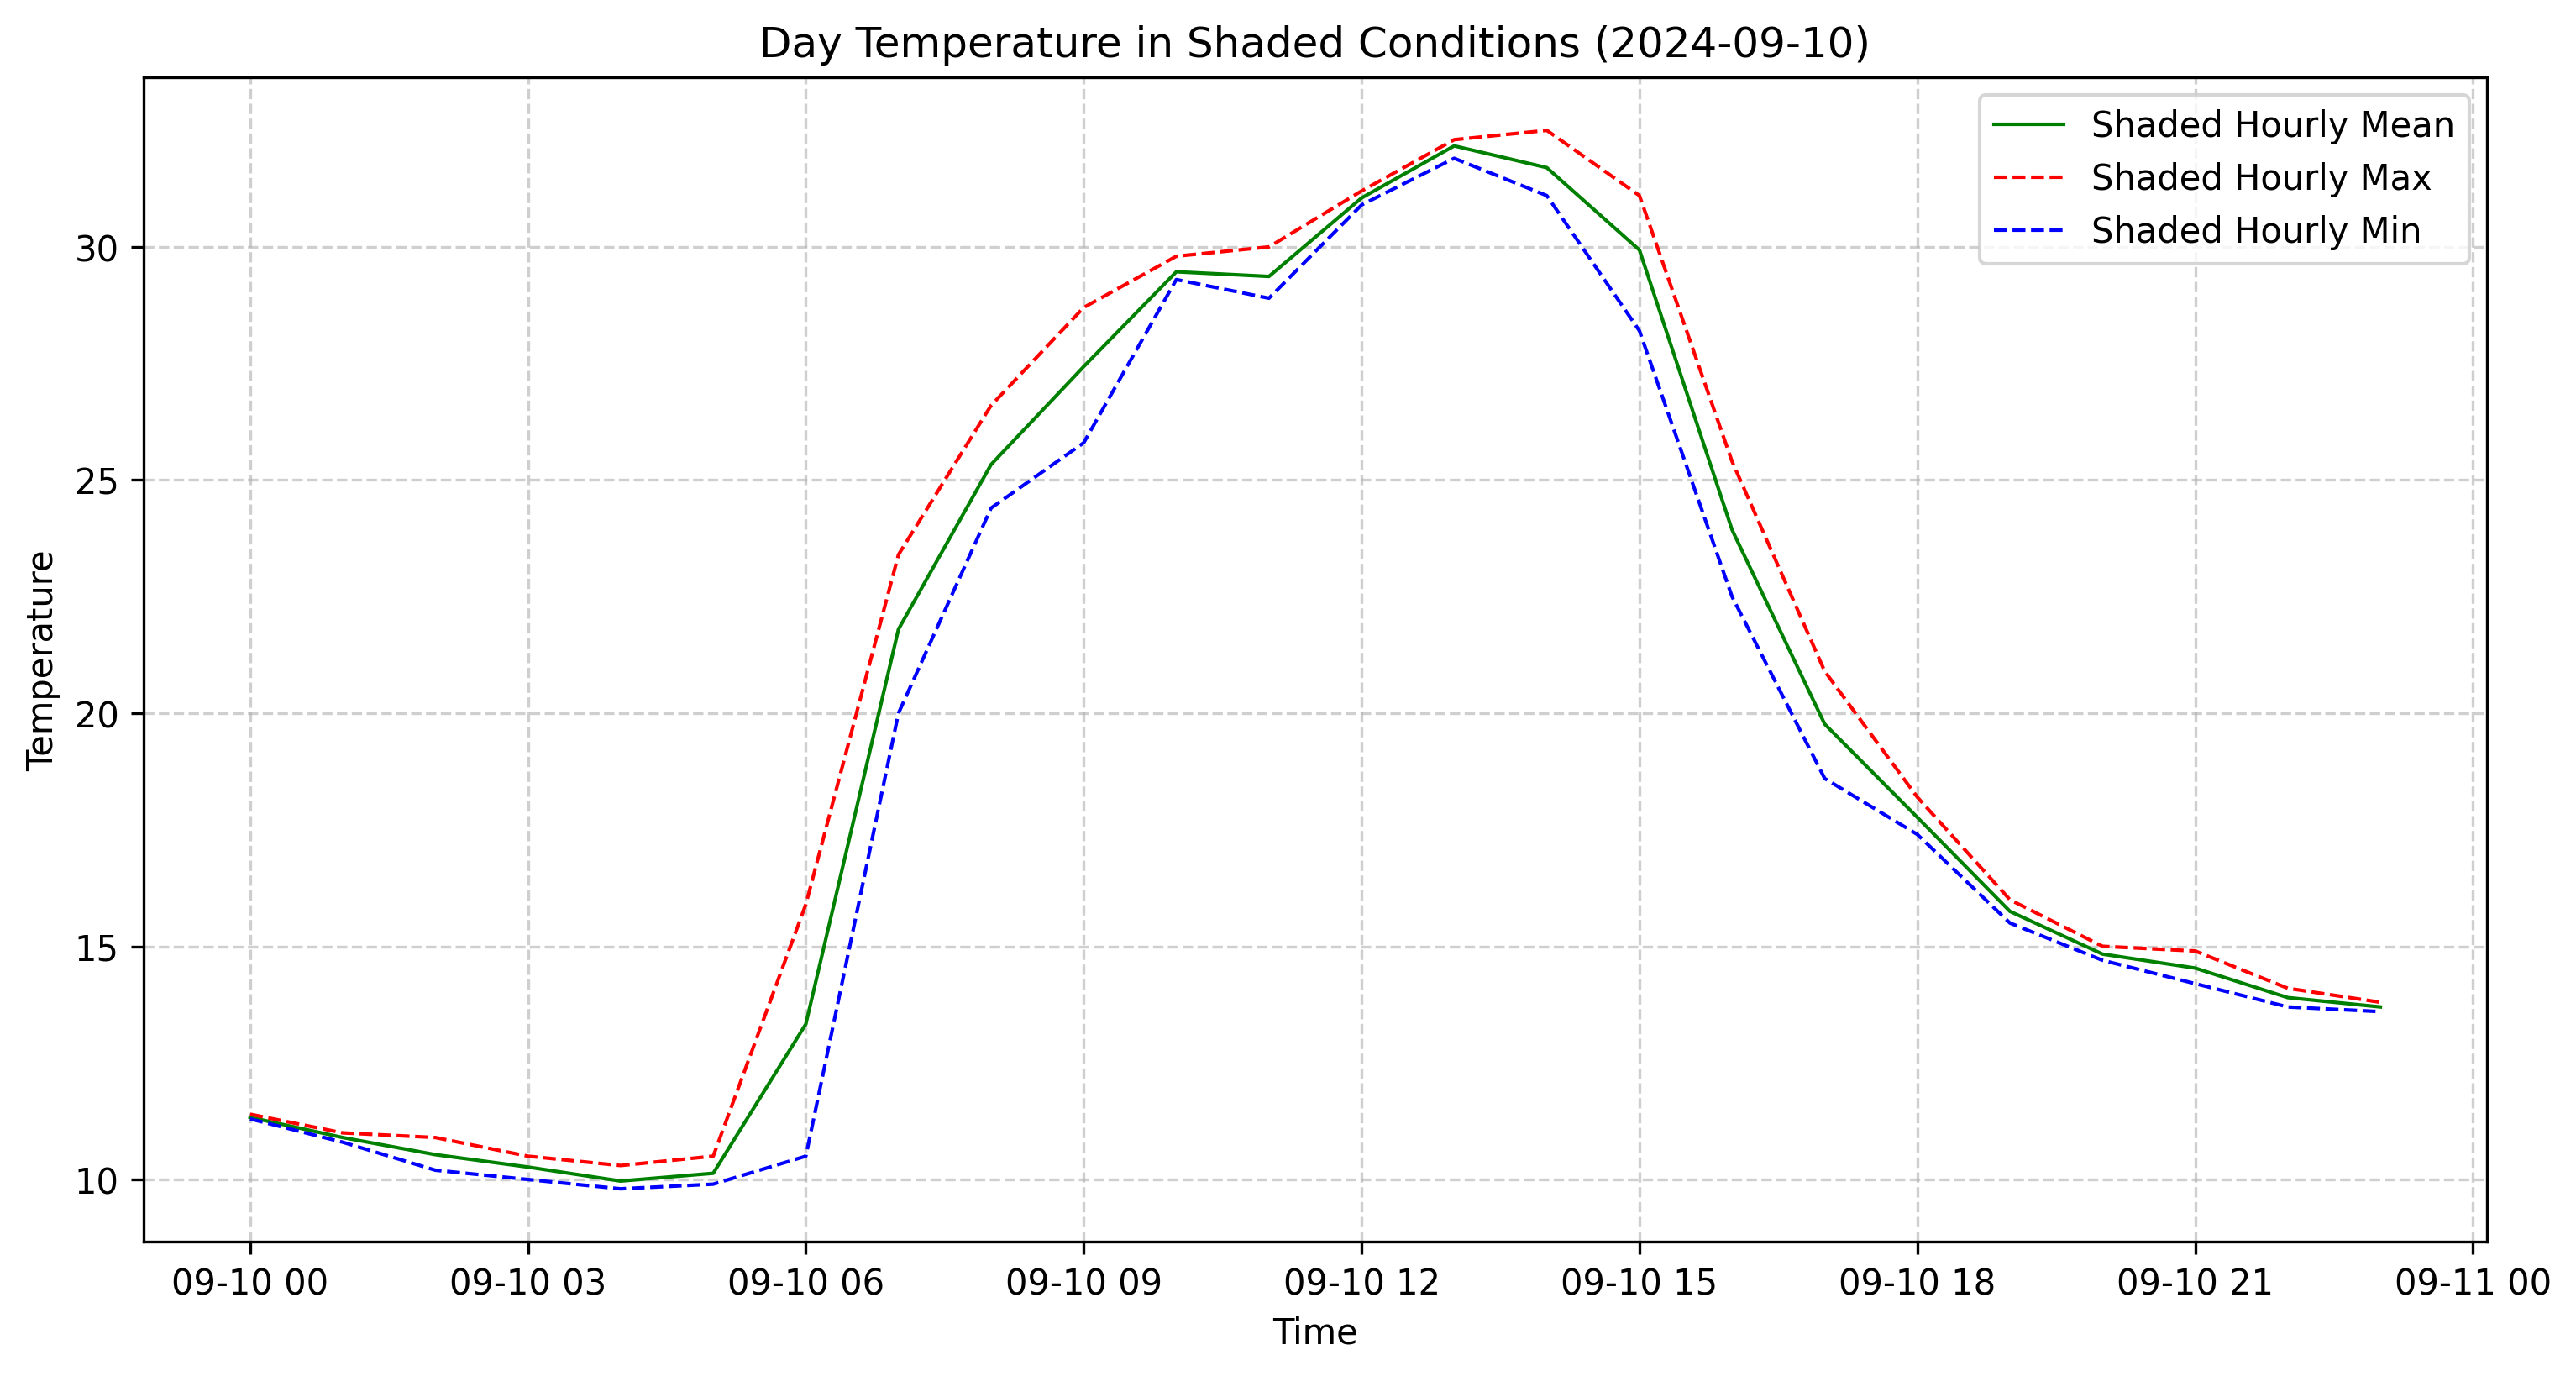 Day Temperature in Shaded Conditions (2024-09-10)
Shaded Hourly Mean
Shaded Hourly Max
Shaded Hourly Min
Temperature
30
25
20
15
10
09-10 00
09-10 03
09-10 06
09-10 09
09-10 12
09-10 15
09-10 18
09-10 21
09-11 00
Time